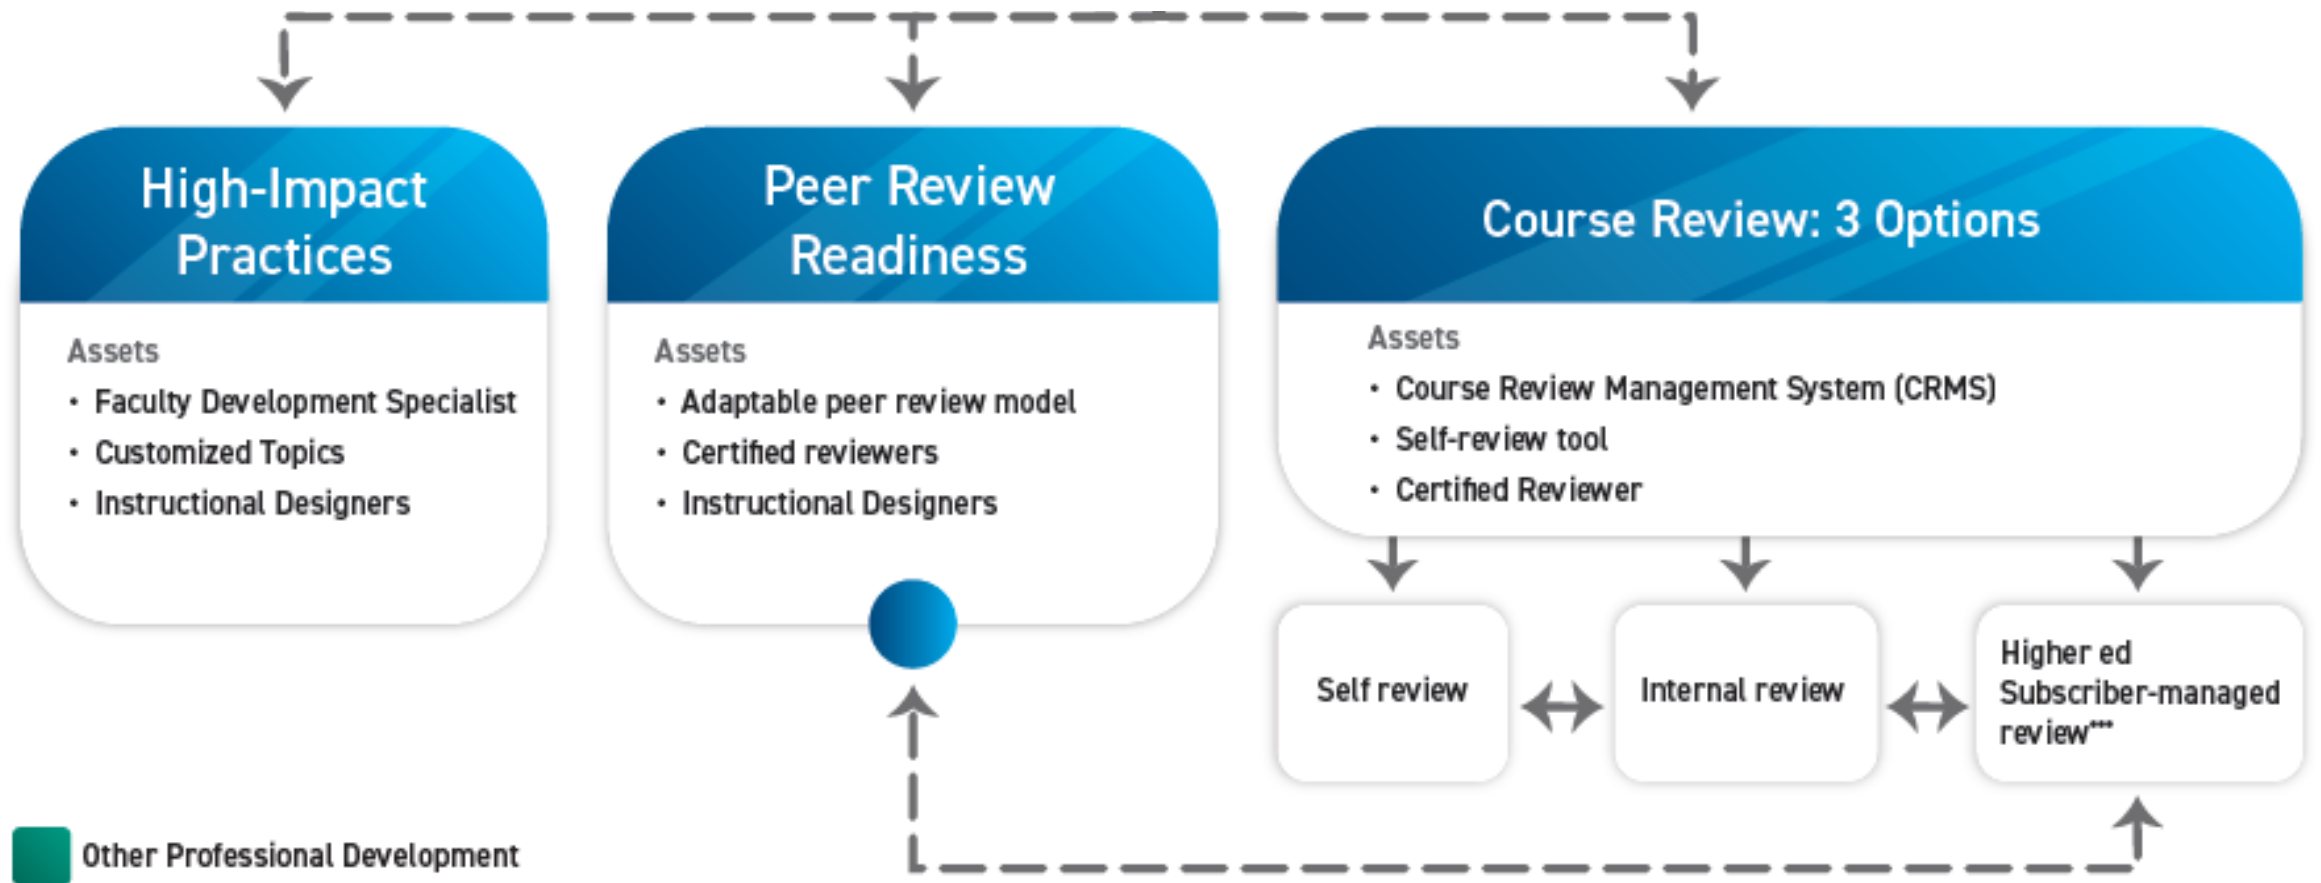 High-Impact
Practices
Assets
• Faculty Development Specialist
• Customized Topics
• Instructional Designers
Peer Review
Readiness
Assets
• Adaptable peer review model
• Certified reviewers
• Instructional Designers
Course Review: 3 Options
Assets
• Course Review Management System (CRMS)
• Self-review tool
• Certified Reviewer
Self review
Internal review
Higher ed
Subscriber-managed
review***
Other Professional Development